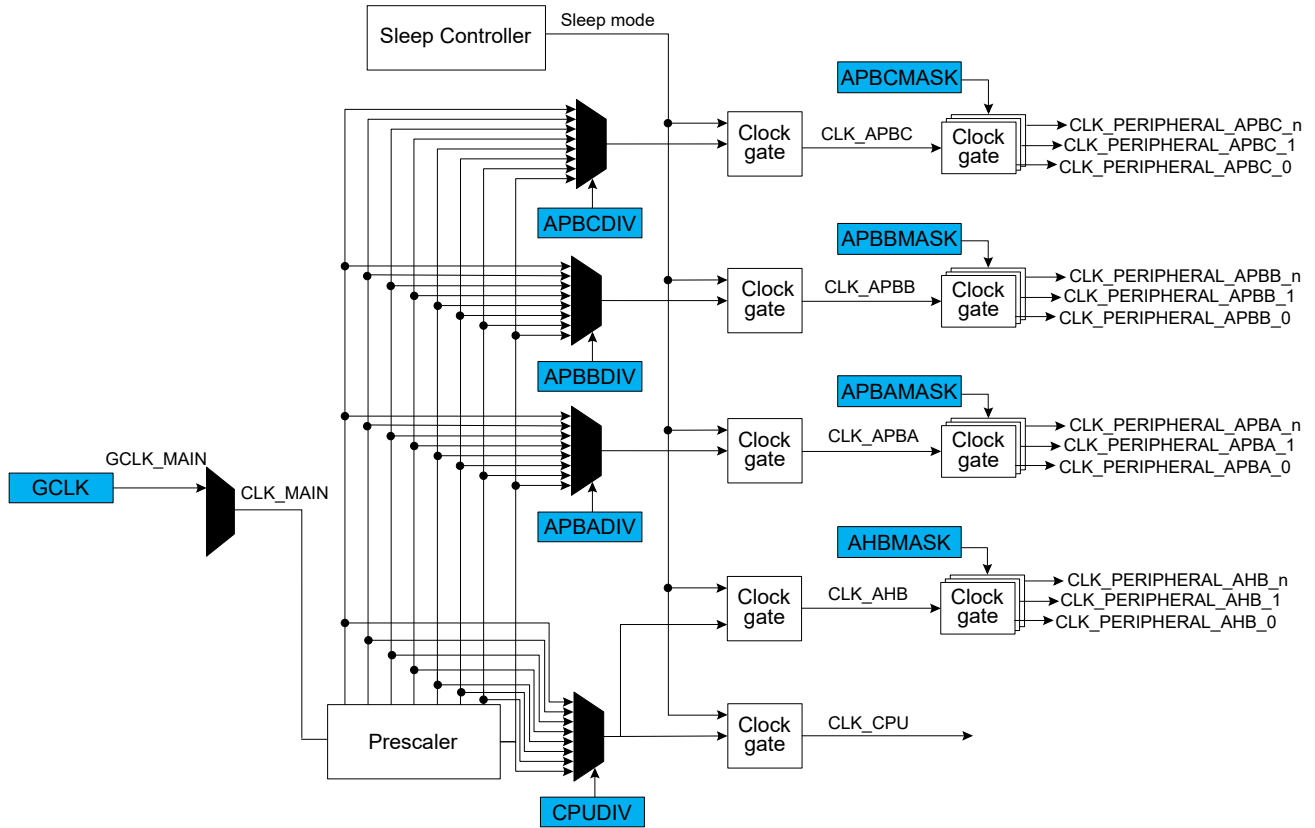 Sleep Controller
Sleep mode
APBCMASK
Clock
gate
CLK_APBC
Clock
gate
CLK_PERIPHERAL_APBC_n
CLK_PERIPHERAL_APBC_1
CLK_PERIPHERAL_APBC_0
APBCDIV
APBBMASK
Clock
gate
CLK_APBB
Clock
gate
CLK_PERIPHERAL_APBB_n
CLK_PERIPHERAL_APBB_1
CLK_PERIPHERAL_APBB_0
APBBDIV
APBAMASK
Clock
gate
CLK_APBA
Clock
gate
CLK_PERIPHERAL_APBA_n
CLK_PERIPHERAL_APBA_1
CLK_PERIPHERAL_APBA_0
GCLK
GCLK_MAIN
CLK_MAIN
APBADIV
AHBMASK
Clock
gate
CLK_AHB
Clock
gate
CLK_PERIPHERAL_AHB_n
CLK_PERIPHERAL_AHB_1
CLK_PERIPHERAL_AHB_0
Prescaler
Clock
gate
CLK_CPU
CPUDIV